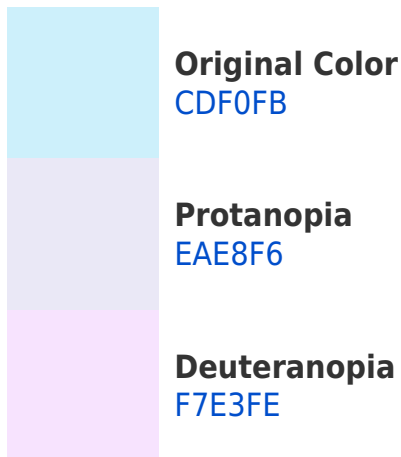 Original Color
CDF0FB
Protanopia
EAE8F6
Deuteranopia
F7E3FE